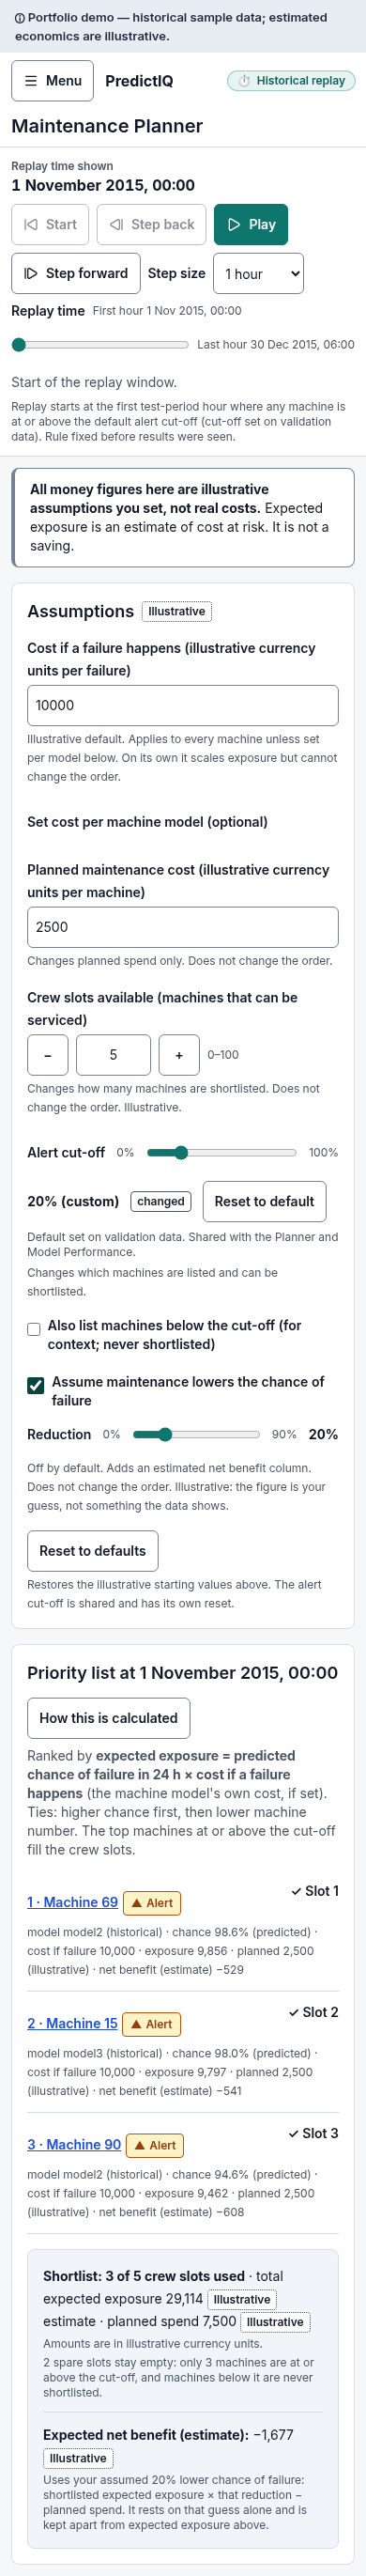 Portfolio demo — historical sample data; estimated
economics are illustrative.
Menu
PredictIQ
Historical replay
Maintenance Planner
Replay time shown
1 November 2015, 00:00
Start
Step back
Play
Step forward
Step size
1 hour
Replay time First hour 1 Nov 2015, 00:00
Last hour 30 Dec 2015, 06:00
Start of the replay window.
Replay starts at the first test-period hour where any machine is
at or above the default alert cut-off (cut-off set on validation
data). Rule fixed before results were seen.
All money figures here are illustrative
assumptions you set, not real costs. Expected
exposure is an estimate of cost at risk. It is not a
saving.
Assumptions Illustrative
Cost if a failure happens (illustrative currency
units per failure)
10000
Illustrative default. Applies to every machine unless set
per model below. On its own it scales exposure but cannot
change the order.
Set cost per machine model (optional)
Planned maintenance cost (illustrative currency
units per machine)
2500
Changes planned spend only. Does not change the order.
Crew slots available (machines that can be
serviced)
− 5 + 0–100
Changes how many machines are shortlisted. Does not
change the order. Illustrative.
Alert cut-off 0% 100%
20% (custom) changed Reset to default
Default set on validation data. Shared with the Planner and
Model Performance.
Changes which machines are listed and can be
shortlisted.
Also list machines below the cut-off (for
context; never shortlisted)
Assume maintenance lowers the chance of
failure
Reduction 0% 90% 20%
Off by default. Adds an estimated net benefit column.
Does not change the order. Illustrative: the figure is your
guess, not something the data shows.
Reset to defaults
Restores the illustrative starting values above. The alert
cut-off is shared and has its own reset.
Priority list at 1 November 2015, 00:00
How this is calculated
Ranked by expected exposure = predicted
chance of failure in 24 h × cost if a failure
happens (the machine model's own cost, if set).
Ties: higher chance first, then lower machine
number. The top machines at or above the cut-off
fill the crew slots.
1 · Machine 69 ▲ Alert ✓ Slot 1
model model2 (historical) · chance 98.6% (predicted) ·
cost if failure 10,000 · exposure 9,856 · planned 2,500
(illustrative) · net benefit (estimate) −529
2 · Machine 15 ▲ Alert ✓ Slot 2
model model3 (historical) · chance 98.0% (predicted) ·
cost if failure 10,000 · exposure 9,797 · planned 2,500
(illustrative) · net benefit (estimate) −541
3 · Machine 90 ▲ Alert ✓ Slot 3
model model2 (historical) · chance 94.6% (predicted) ·
cost if failure 10,000 · exposure 9,462 · planned 2,500
(illustrative) · net benefit (estimate) −608
Shortlist: 3 of 5 crew slots used · total
expected exposure 29,114 Illustrative
estimate · planned spend 7,500 Illustrative
Amounts are in illustrative currency units.
2 spare slots stay empty: only 3 machines are at or
above the cut-off, and machines below it are never
shortlisted.
Expected net benefit (estimate): −1,677
Illustrative
Uses your assumed 20% lower chance of failure:
shortlisted expected exposure × that reduction −
planned spend. It rests on that guess alone and is
kept apart from expected exposure above.